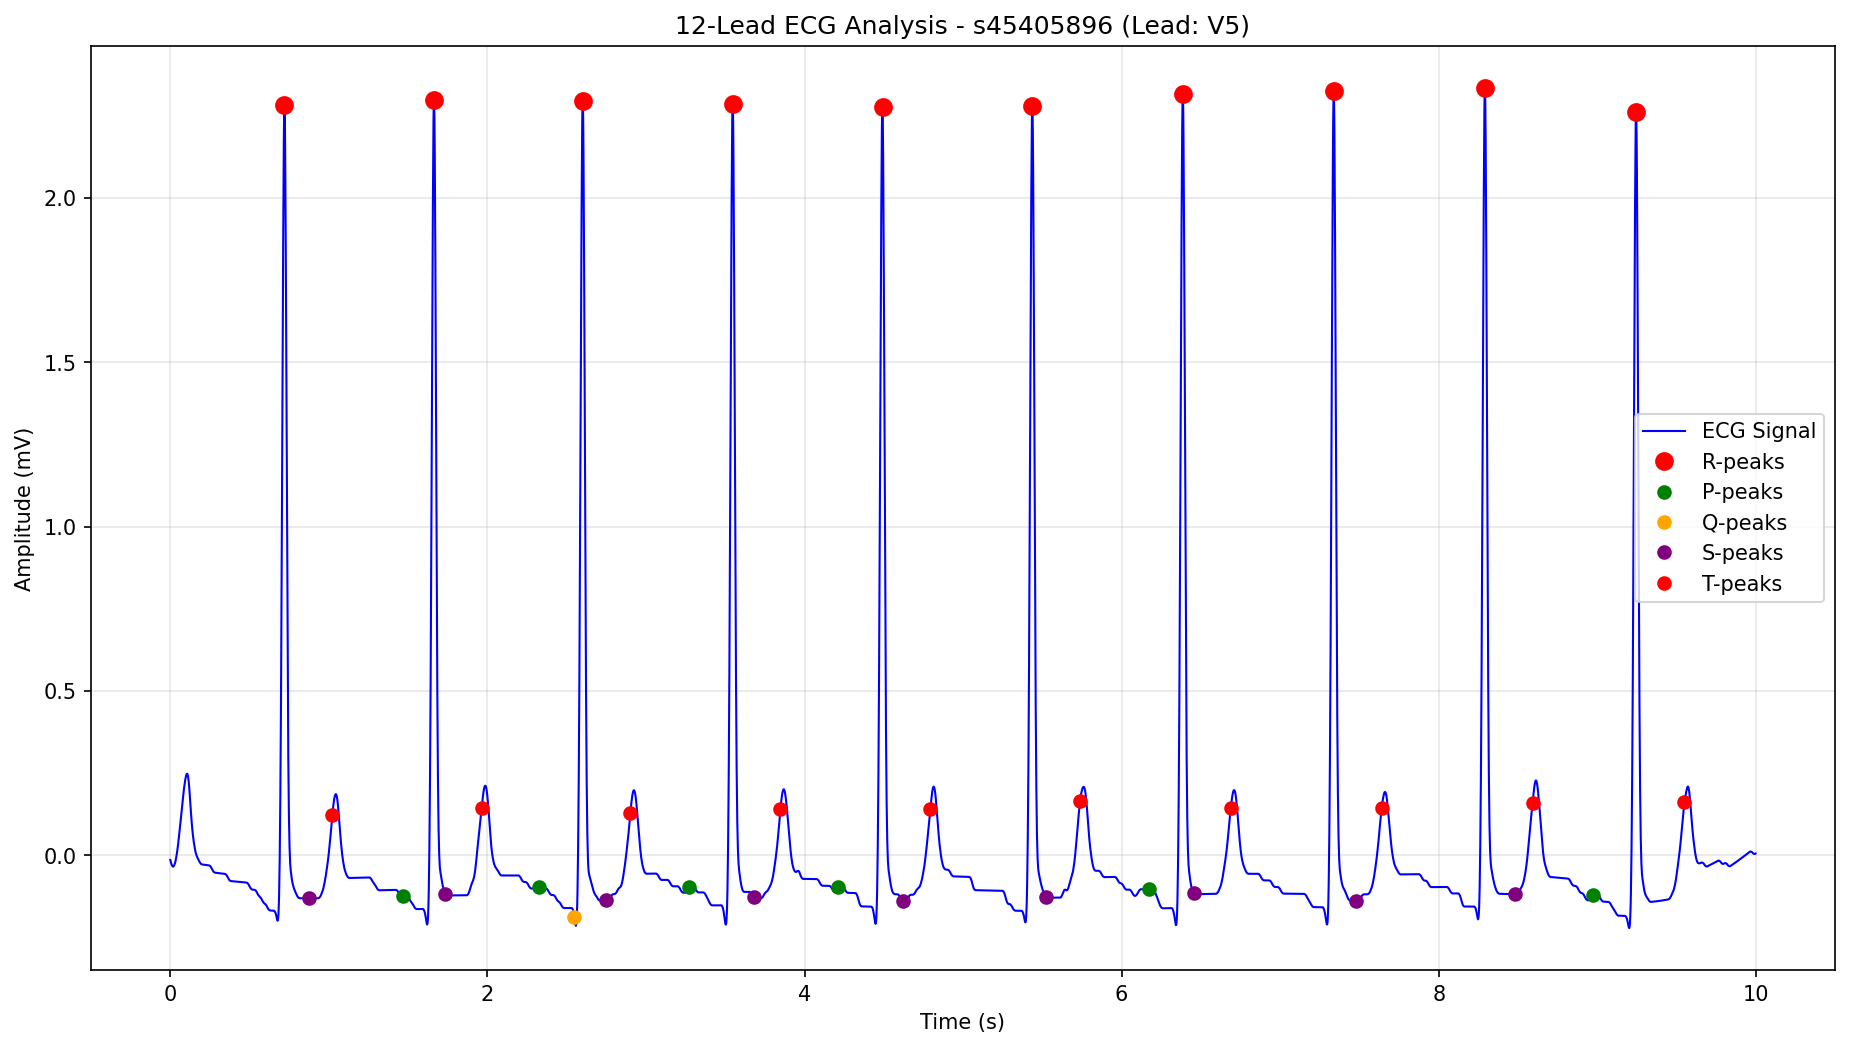 12-Lead ECG Analysis - s45405896 (Lead: V5)
Amplitude (mV)
2.0
1.5
1.0
0.5
0.0
ECG Signal
R-peaks
P-peaks
Q-peaks
S-peaks
T-peaks
0 2 4 6 8 10
Time (s)